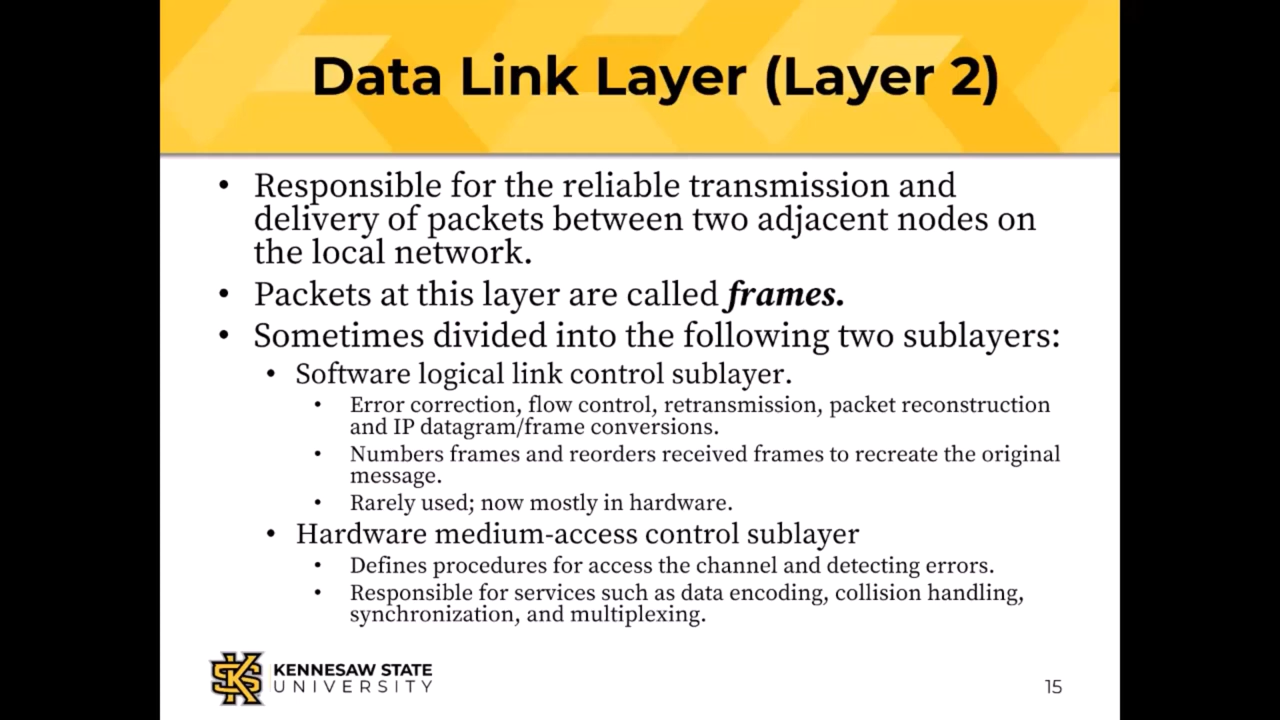 Data Link Layer (Layer 2)
• Responsible for the reliable transmission and
delivery of packets between two adjacent nodes on
the local network.
• Packets at this layer are called frames.
• Sometimes divided into the following two sublayers:
• Software logical link control sublayer.
• Error correction, flow control, retransmission, packet reconstruction
and IP datagram/frame conversions.
• Numbers frames and reorders received frames to recreate the original
message.
• Rarely used; now mostly in hardware.
• Hardware medium-access control sublayer
• Defines procedures for access the channel and detecting errors.
• Responsible for services such as data encoding, collision handling,
synchronization, and multiplexing.
KS
KENNESAW STATE
UNIVERSITY
15